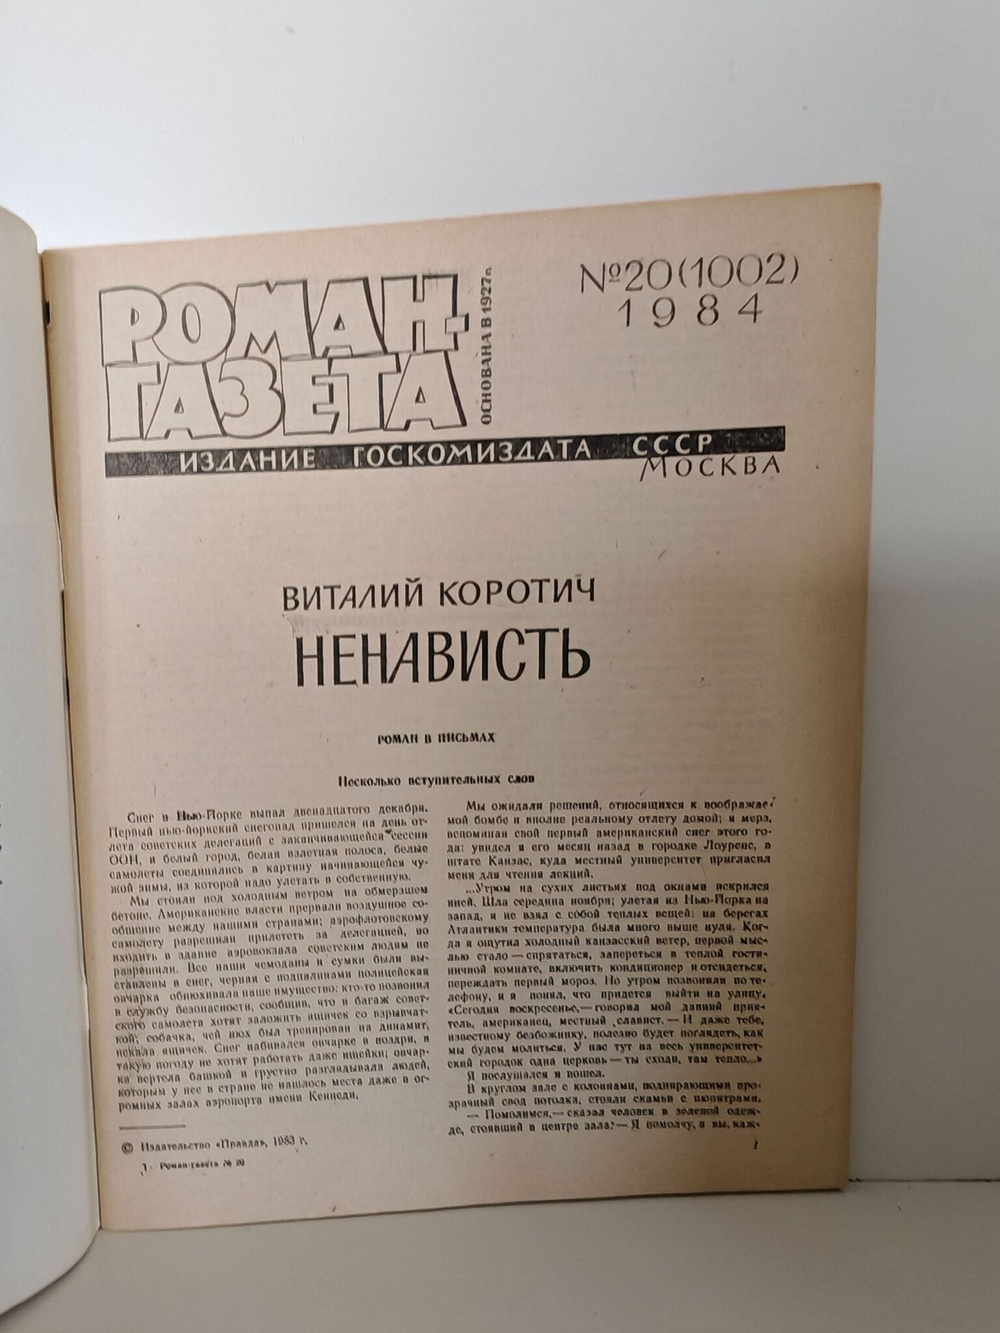 РОМАН-
ГАЗЕТА
ОСНОВАНА В 1927г.
№20(1002)
1984
ИЗДАНИЕ ГОСКОМИЗДАТА СССР
МОСКВА
ВИТАЛИЙ КОРОТИЧ
НЕНАВИСТЬ
РОМАН В ПИСЬМАХ
Несколько вступительных слов
Снег в Нью-Йорке выпал двенадцатого декабря.
Первый нью-йоркский снегопад пришелся на день от-
лета советских делегаций с заканчивающейся сессии
ООН, и белый город, белая взлетная полоса, белые
самолеты соединялись в картину начинающейся чу-
жой зимы, из которой надо улетать в собственную.
Мы стояли под холодным ветром на обмерзшем
бетоне. Американские власти прервали воздушное со-
общение между нашими странами; аэрофлотовскому
самолету разрешили прилететь за делегацией, но
входить в здание аэровокзала советским людям не
разрешили. Все наши чемоданы и сумки были вы-
ставлены в снег, черная с подпалинами полицейская
овчарка обнюхивала наше имущество: кто-то позвонил
в службу безопасности, сообщив, что в багаж совет-
ского самолета хотят заложить ящичек со взрывчат-
кой; собачка, чей нюх был тренирован на динамит,
искала ящичек. Снег набивался овчарке в ноздри, в
такую погоду не хотят работать даже ищейки; овчар-
ка вертела башкой и грустно разглядывала людей,
которым у нее в стране не нашлось места даже в ог-
ромных залах аэропорта имени Кеннеди.
© Издательство «Правда», 1983 г.
1 Роман-газета № 20
Мы ожидали решений, относящихся к воображае-
мой бомбе и вполне реальному отлету домой; я мерз,
вспоминая свой первый американский снег этого го-
да: увидел я его месяц назад в городке Лоуренс, в
штате Канзас, куда местный университет пригласил
меня для чтения лекций.
...Утром на сухих листьях под окнами искрился
иней. Шла середина ноября; улетая из Нью-Йорка на
запад, я не взял с собой теплых вещей: на берегах
Атлантики температура была много выше нуля. Ког-
да я ощутил холодный канзасский ветер, первой мыс-
лью стало — спрятаться, запереться в теплой гости-
ничной комнате, включить кондиционер и отсидеться,
переждать первый мороз. Но утром позвонили по те-
лефону, и я понял, что придется выйти на улицу.
«Сегодня воскресенье,— говорил мой давний прия-
тель, американец, местный славист.— И даже тебе,
известному безбожнику, полезно будет поглядеть, как
мы будем молиться. У нас тут на весь университет-
ский городок одна церковь — ты сходи, там тепло...»
Я послушался и пошел.
В круглом зале с колоннами, подпирающими про-
зрачный свод потолка, стояли скамьи с пюпитрами.
— Помолимся,— сказал человек в зеленой одеж-
де, стоявший в центре зала.— Я помолчу, а вы, каж-
1